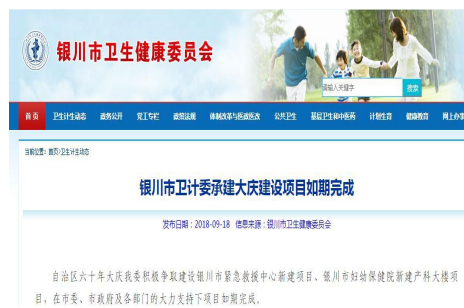 银川市卫生健康委员会
请输入关键字
搜索
首 页 卫生计生动态 政务公开 党工专栏 政策法规 体制改革与医政医改 公共卫生 基层卫生和中医药 计划生育 健康教育 网上办事
当前位置：首页>卫生计生动态
银川市卫计委承建大庆建设项目如期完成
发布日期：2018-09-18 信息来源：银川市卫生健康委员会
自治区六十年大庆我委积极争取建设银川市紧急救援中心新建项目、银川市妇幼保健院新建产科大楼项
目，在市委、市政府及各部门的大力支持下项目如期完成。